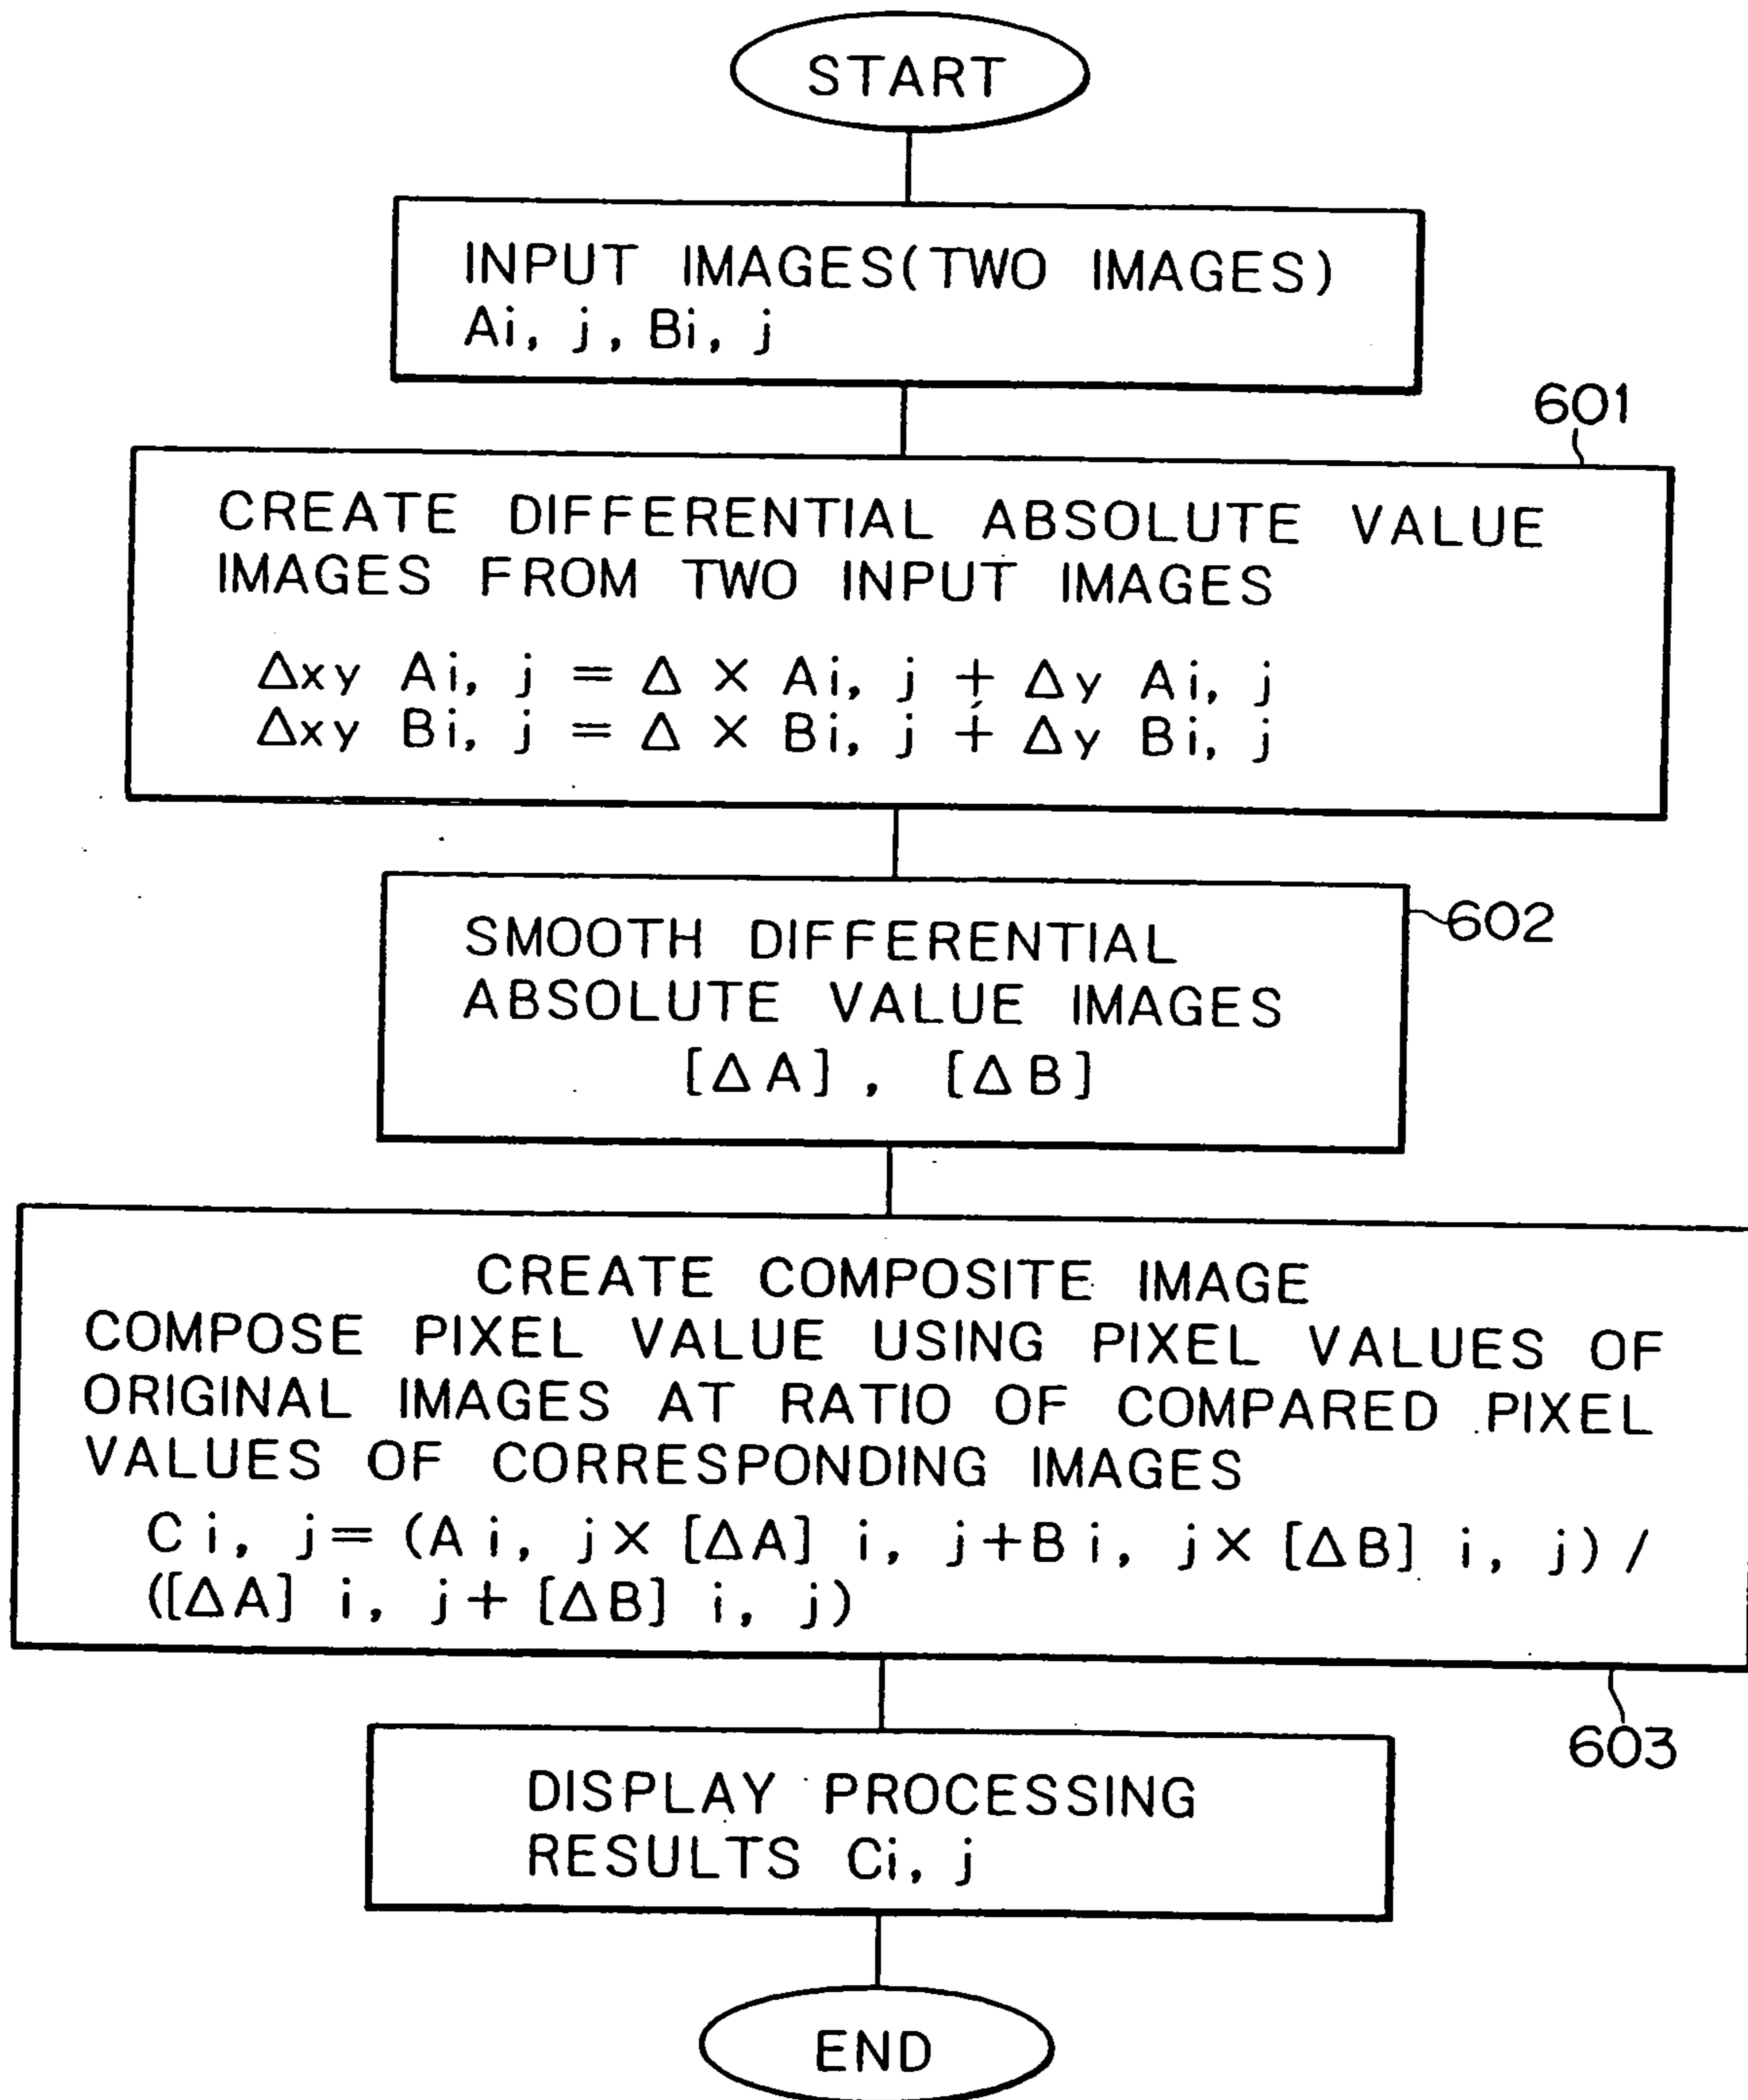 START
INPUT IMAGES(TWO IMAGES)
Ai, j, Bi, j
601
CREATE DIFFERENTIAL ABSOLUTE VALUE
IMAGES FROM TWO INPUT IMAGES
Δxy Ai, j = Δ × Ai, j + Δy Ai, j
Δxy Bi, j = Δ × Bi, j + Δy Bi, j
SMOOTH DIFFERENTIAL
ABSOLUTE VALUE IMAGES
[ΔA], [ΔB]
602
CREATE COMPOSITE IMAGE
COMPOSE PIXEL VALUE USING PIXEL VALUES OF
ORIGINAL IMAGES AT RATIO OF COMPARED PIXEL
VALUES OF CORRESPONDING IMAGES
Ci, j= (Ai, j× [ΔA] i, j+Bi, j× [ΔB] i, j) /
([ΔA] i, j+ [ΔB] i, j)
603
DISPLAY PROCESSING
RESULTS Ci, j
END